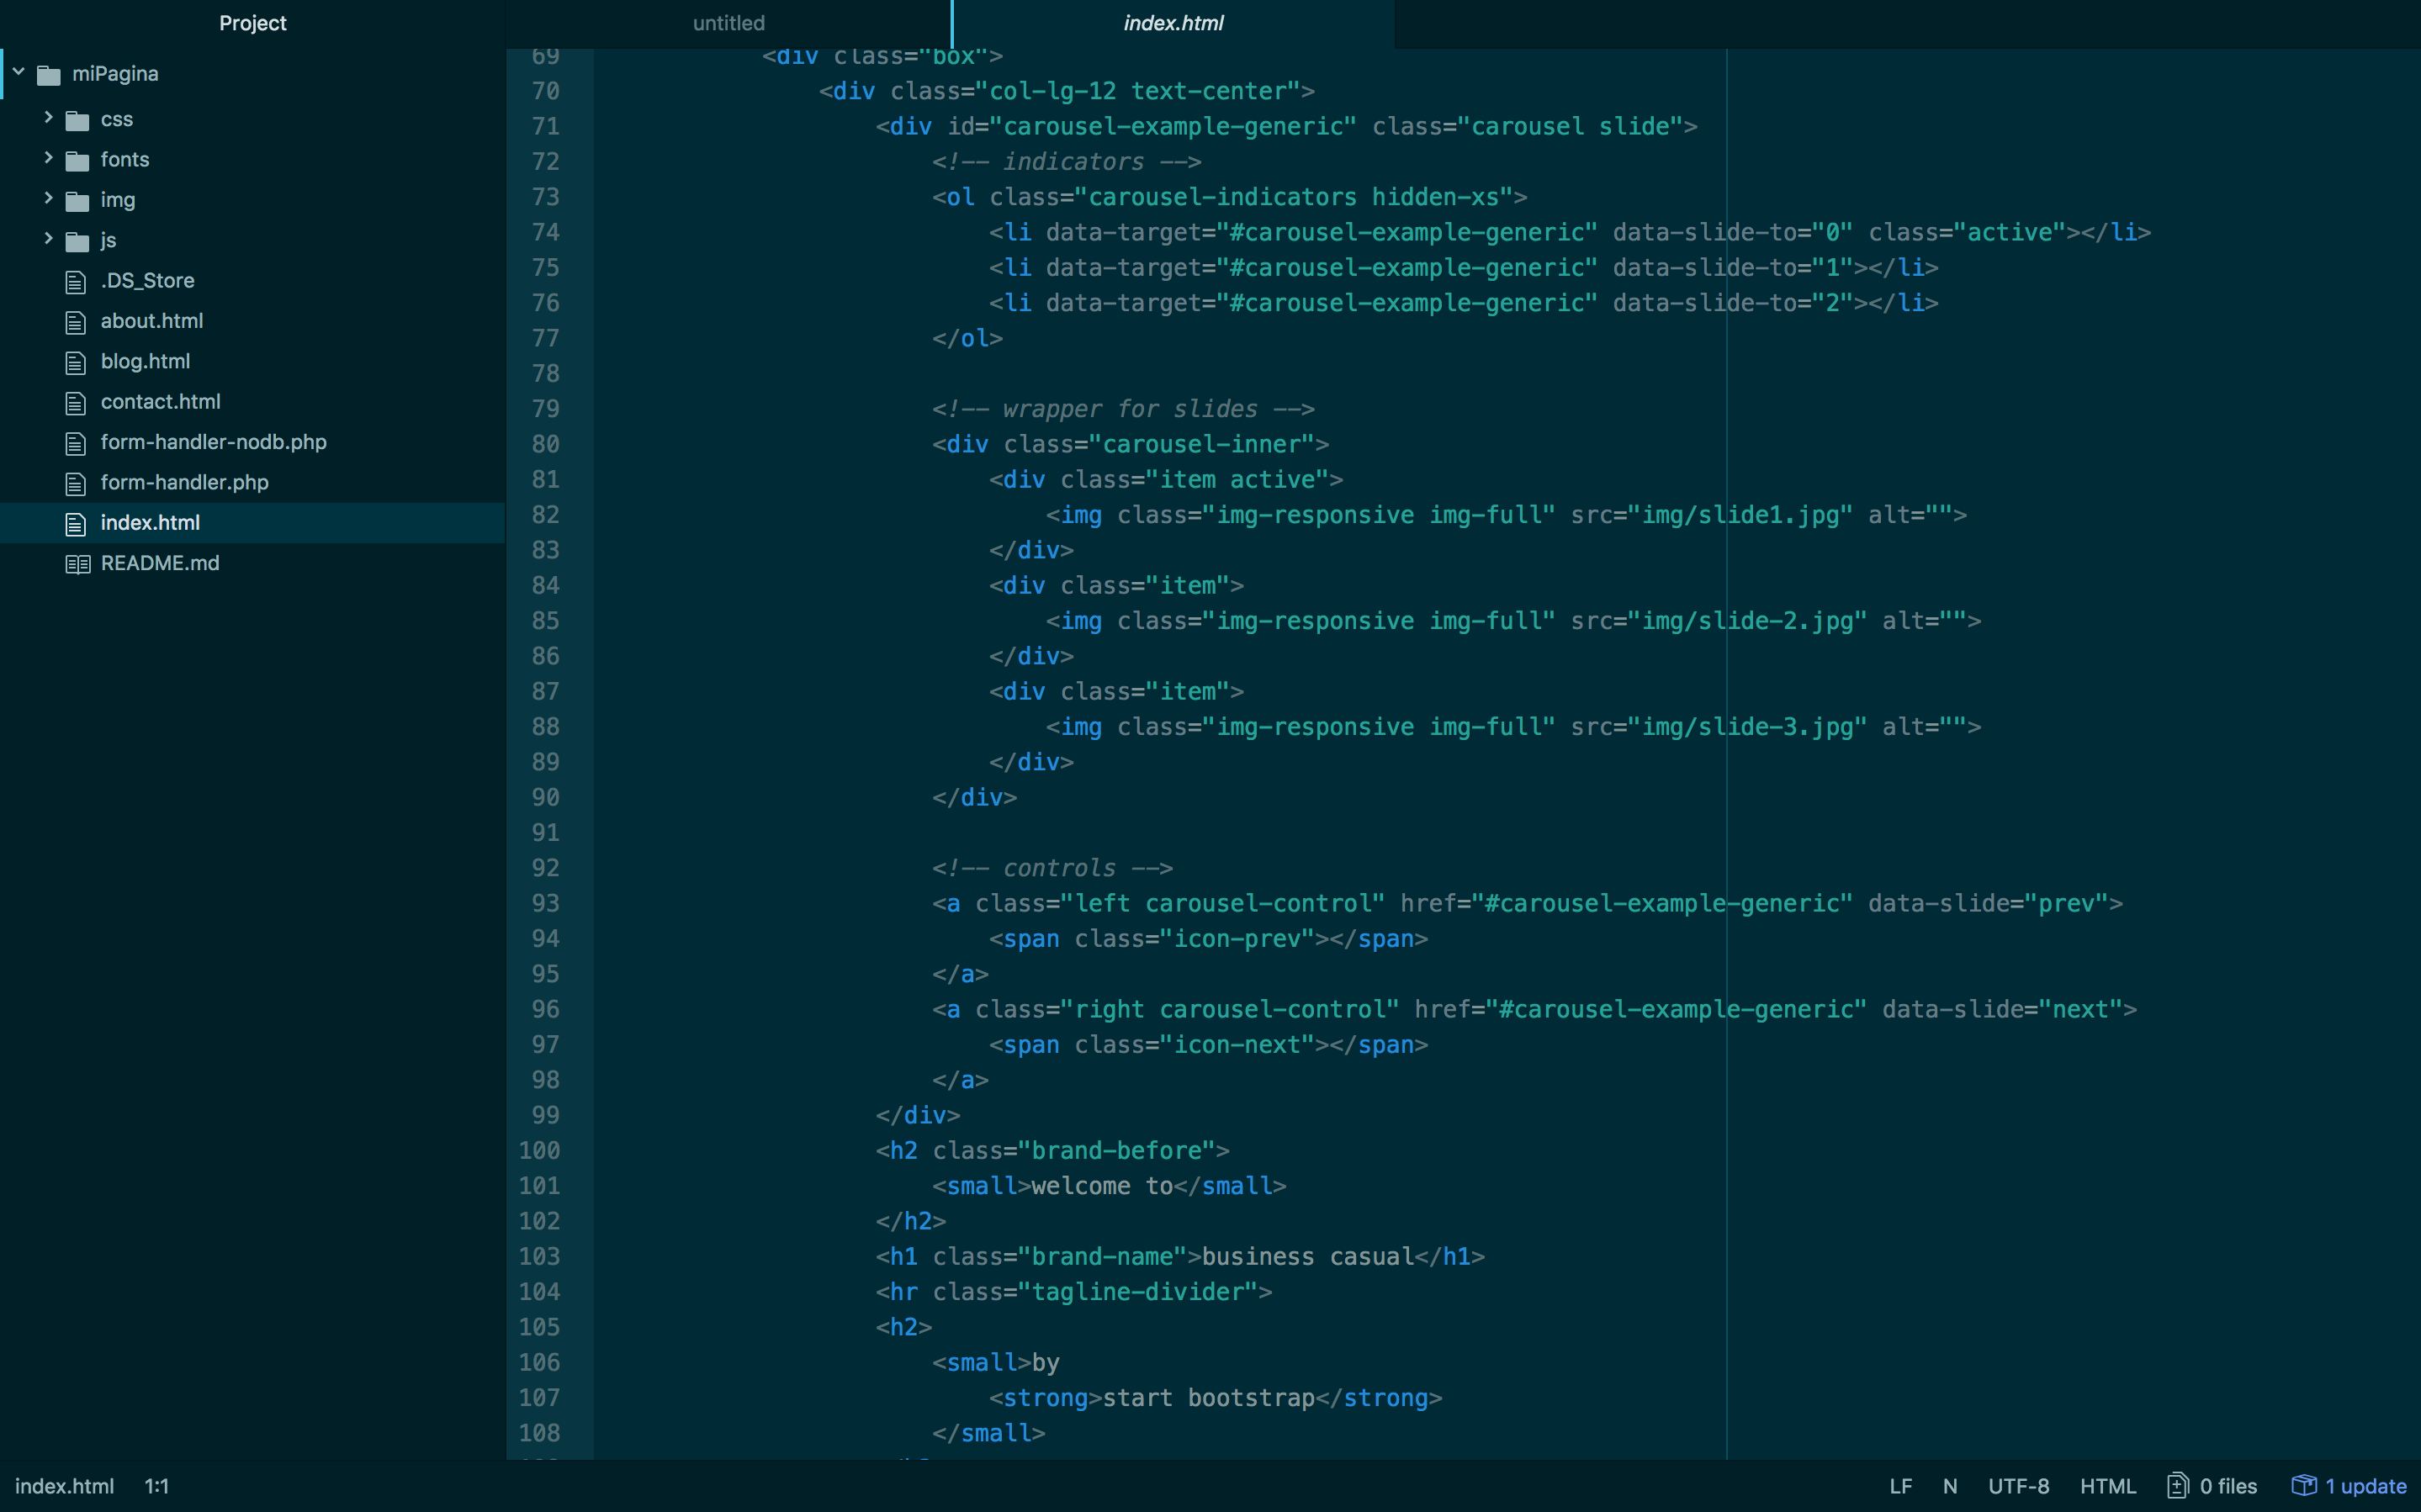 Project
untitled
index.html
miPagina
css
fonts
img
js
.DS_Store
about.html
blog.html
contact.html
form-handler-nodb.php
form-handler.php
index.html
README.md
69 <div class="box">
70 <div class="col-lg-12 text-center">
71 <div id="carousel-example-generic" class="carousel slide">
72 <!-- indicators -->
73 <ol class="carousel-indicators hidden-xs">
74 <li data-target="#carousel-example-generic" data-slide-to="0" class="active"></li>
75 <li data-target="#carousel-example-generic" data-slide-to="1"></li>
76 <li data-target="#carousel-example-generic" data-slide-to="2"></li>
77 </ol>
78
79 <!-- wrapper for slides -->
80 <div class="carousel-inner">
81 <div class="item active">
82 <img class="img-responsive img-full" src="img/slide1.jpg" alt="">
83 </div>
84 <div class="item">
85 <img class="img-responsive img-full" src="img/slide-2.jpg" alt="">
86 </div>
87 <div class="item">
88 <img class="img-responsive img-full" src="img/slide-3.jpg" alt="">
89 </div>
90 </div>
91
92 <!-- controls -->
93 <a class="left carousel-control" href="#carousel-example-generic" data-slide="prev">
94 <span class="icon-prev"></span>
95 </a>
96 <a class="right carousel-control" href="#carousel-example-generic" data-slide="next">
97 <span class="icon-next"></span>
98 </a>
99 </div>
100 <h2 class="brand-before">
101 <small>welcome to</small>
102 </h2>
103 <h1 class="brand-name">business casual</h1>
104 <hr class="tagline-divider">
105 <h2>
106 <small>by
107 <strong>start bootstrap</strong>
108 </small>
index.html 1:1
LF N UTF-8 HTML 0 files 1 update